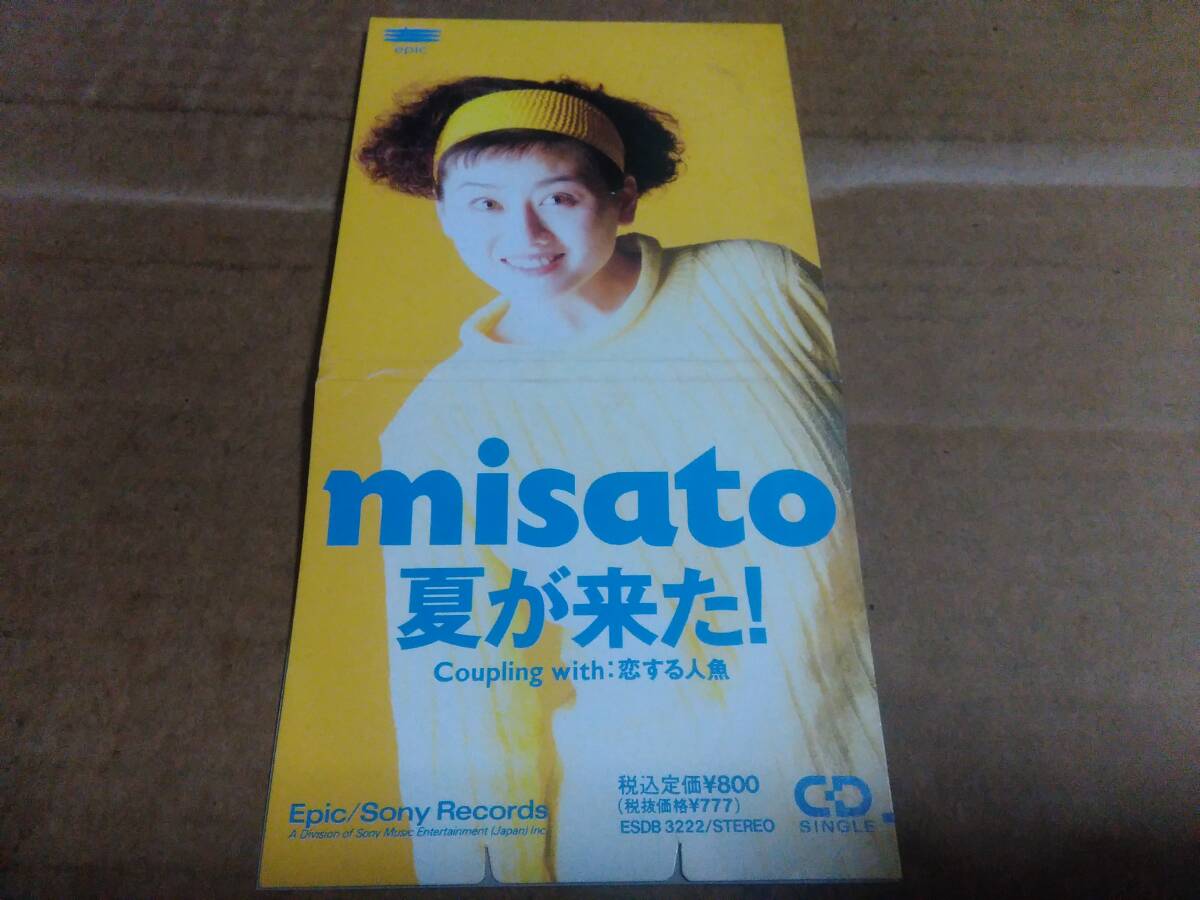 epic
misato
夏が来た!
Coupling with:恋する人魚
税込定価¥800
(税抜価格¥777)
ESDB 3222/STEREO
CD
SINGLE
Epic/Sony Records
A Division of Sony Music Entertainment (Japan) Inc.